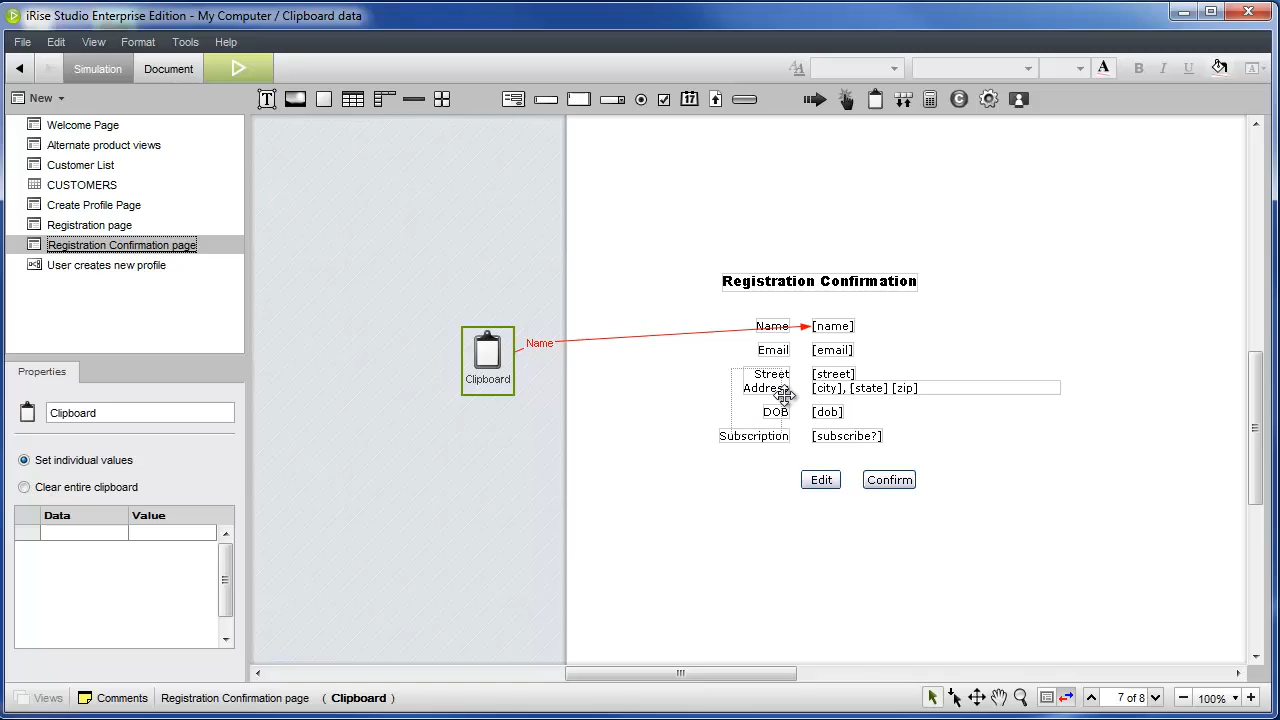 iRise Studio Enterprise Edition - My Computer / Clipboard data
File Edit View Format Tools Help
Simulation Document
New
Welcome Page
Alternate product views
Customer List
CUSTOMERS
Create Profile Page
Registration page
Registration Confirmation page
User creates new profile
Properties
Clipboard
Set individual values
Clear entire clipboard
Data Value
Clipboard
Name
Registration Confirmation
Name [name]
Email [email]
Street [street]
Address [city], [state] [zip]
DOB [dob]
Subscription [subscribe?]
Edit Confirm
Views Comments Registration Confirmation page ( Clipboard ) 7 of 8 100%